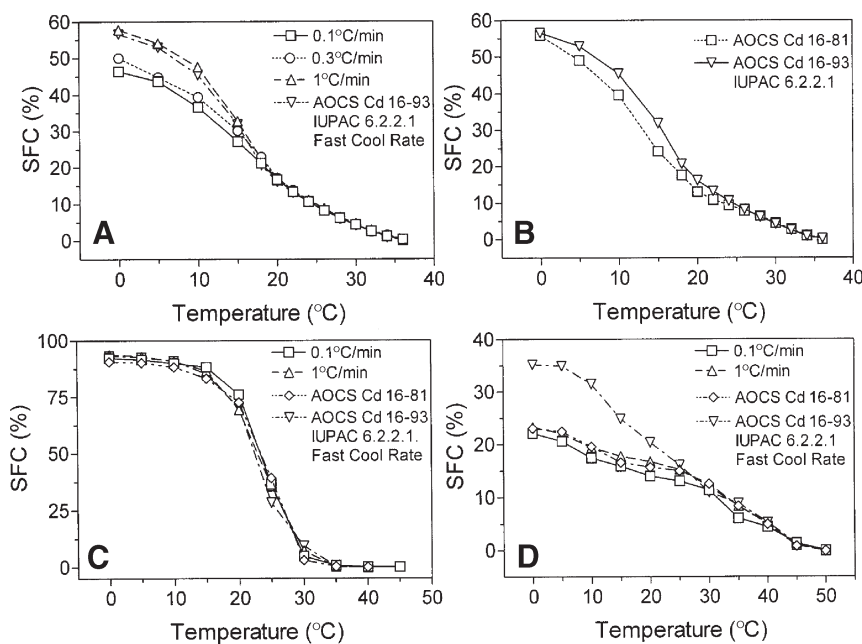 60
50
40
30
20
10
0
SFC (%)
0.1°C/min
0.3°C/min
1°C/min
AOCS Cd 16-93
IUPAC 6.2.2.1
Fast Cool Rate
A
0 10 20 30 40
Temperature (°C)
60
50
40
30
20
10
0
SFC (%)
AOCS Cd 16-81
AOCS Cd 16-93
IUPAC 6.2.2.1
B
0 10 20 30 40
Temperature (°C)
100
75
50
25
0
SFC (%)
0.1°C/min
1°C/min
AOCS Cd 16-81
AOCS Cd 16-93
IUPAC 6.2.2.1.
Fast Cool Rate
C
0 10 20 30 40 50
Temperature (°C)
40
30
20
10
0
SFC (%)
0.1°C/min
1°C/min
AOCS Cd 16-81
AOCS Cd 16-93
IUPAC 6.2.2.1
Fast Cool Rate
D
0 10 20 30 40 50
Temperature (°C)